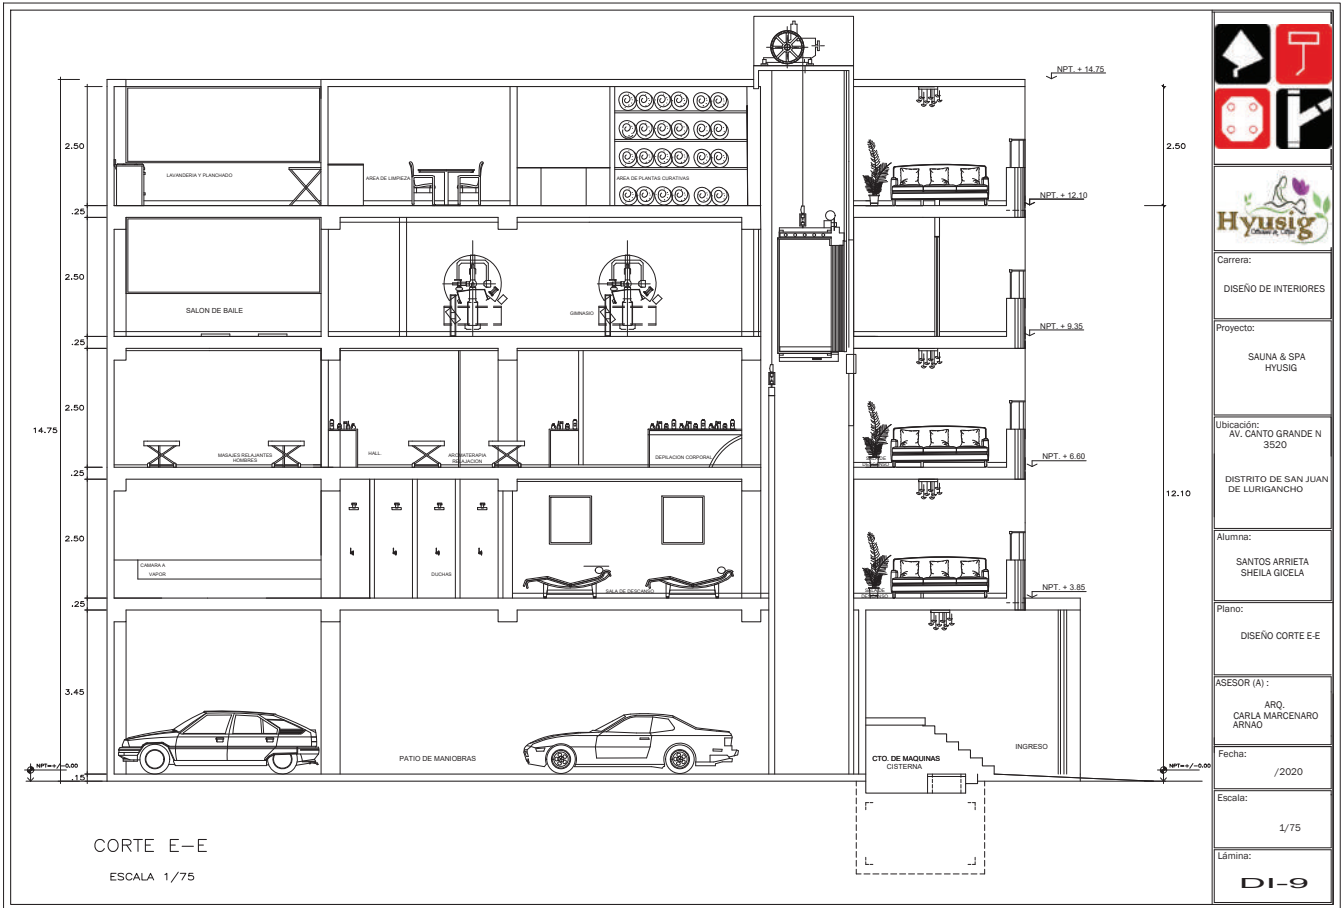 NPT. + 14.75
2.50
LAVANDERIA Y PLANCHADO
AREA DE LIMPIEZA
AREA DE PLANTAS CURATIVAS
2.50
NPT. + 12.10
.25
2.50
SALON DE BAILE
GIMNASIO
NPT. + 9.35
.25
14.75
2.50
MASAJES RELAJANTES
HOMBRES
HALL.
AROMATERAPIA
RELAJACION
DEPILACION CORPORAL
SALA DE
DESCANSO
NPT. + 6.60
.25
12.10
2.50
CAMARA A
VAPOR
DUCHAS
SALA DE DESCANSO
SALA DE
DESCANSO
NPT. + 3.85
.25
3.45
PATIO DE MANIOBRAS
CTO. DE MAQUINAS
CISTERNA
INGRESO
NPT=+/-0.00
NPT=+/-0.00
.15
CORTE E-E
ESCALA 1/75
Hyusig
Carrera:
DISEÑO DE INTERIORES
Proyecto:
SAUNA & SPA
HYUSIG
Ubicación:
AV. CANTO GRANDE N
3520
DISTRITO DE SAN JUAN
DE LURIGANCHO
Alumna:
SANTOS ARRIETA
SHEILA GICELA
Plano:
DISEÑO CORTE E-E
ASESOR (A) :
ARQ.
CARLA MARCENARO
ARNAO
Fecha:
/2020
Escala:
1/75
Lámina:
DI-9